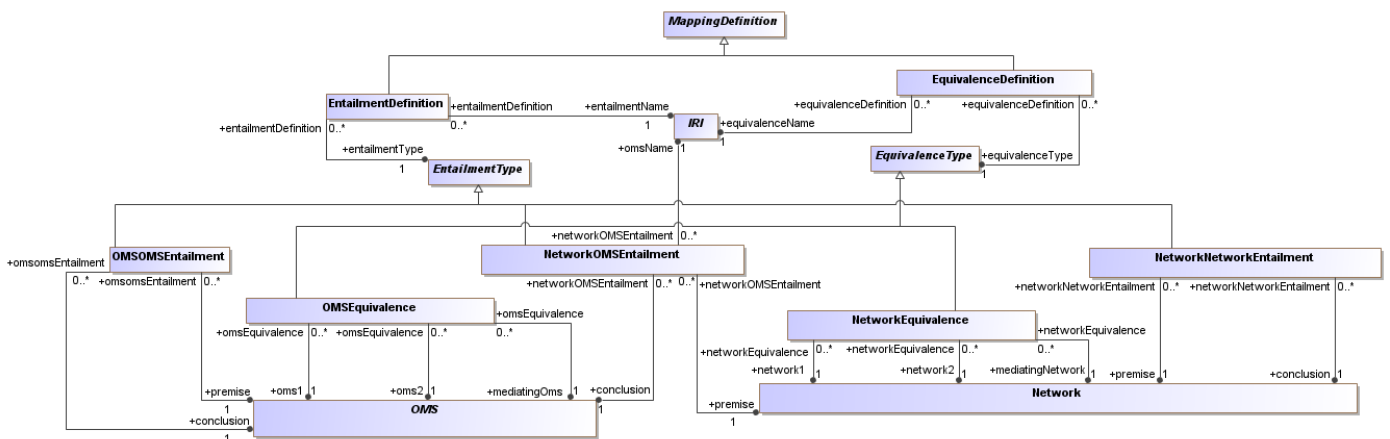 MappingDefinition
EquivalenceDefinition
EntailmentDefinition
+entailmentDefinition
+entailmentName
+equivalenceDefinition
0..*
+equivalenceDefinition
0..*
+entailmentDefinition
0..*
0..*
1
IRI
+equivalenceName
1
+entailmentType
1
+omsName
1
EquivalenceType
+equivalenceType
1
EntailmentType
+networkOMSEntailment
0..*
+omsomsEntailment
0..*
OMSOMSEntailment
+omsomsEntailment
0..*
NetworkOMSEntailment
NetworkNetworkEntailment
+networkOMSEntailment
0..*
0..*
+networkOMSEntailment
+networkNetworkEntailment
0..*
+networkNetworkEntailment
0..*
OMSEquivalence
+omsEquivalence
0..*
+omsEquivalence
0..*
+omsEquivalence
0..*
NetworkEquivalence
+networkEquivalence
0..*
+networkEquivalence
0..*
+networkEquivalence
0..*
+premise
1
+oms1
1
+oms2
1
+mediatingOms
1
+conclusion
1
+network1
1
+network2
1
+mediatingNetwork
1
+premise
1
+conclusion
1
OMS
Network
+conclusion
1
+premise
1